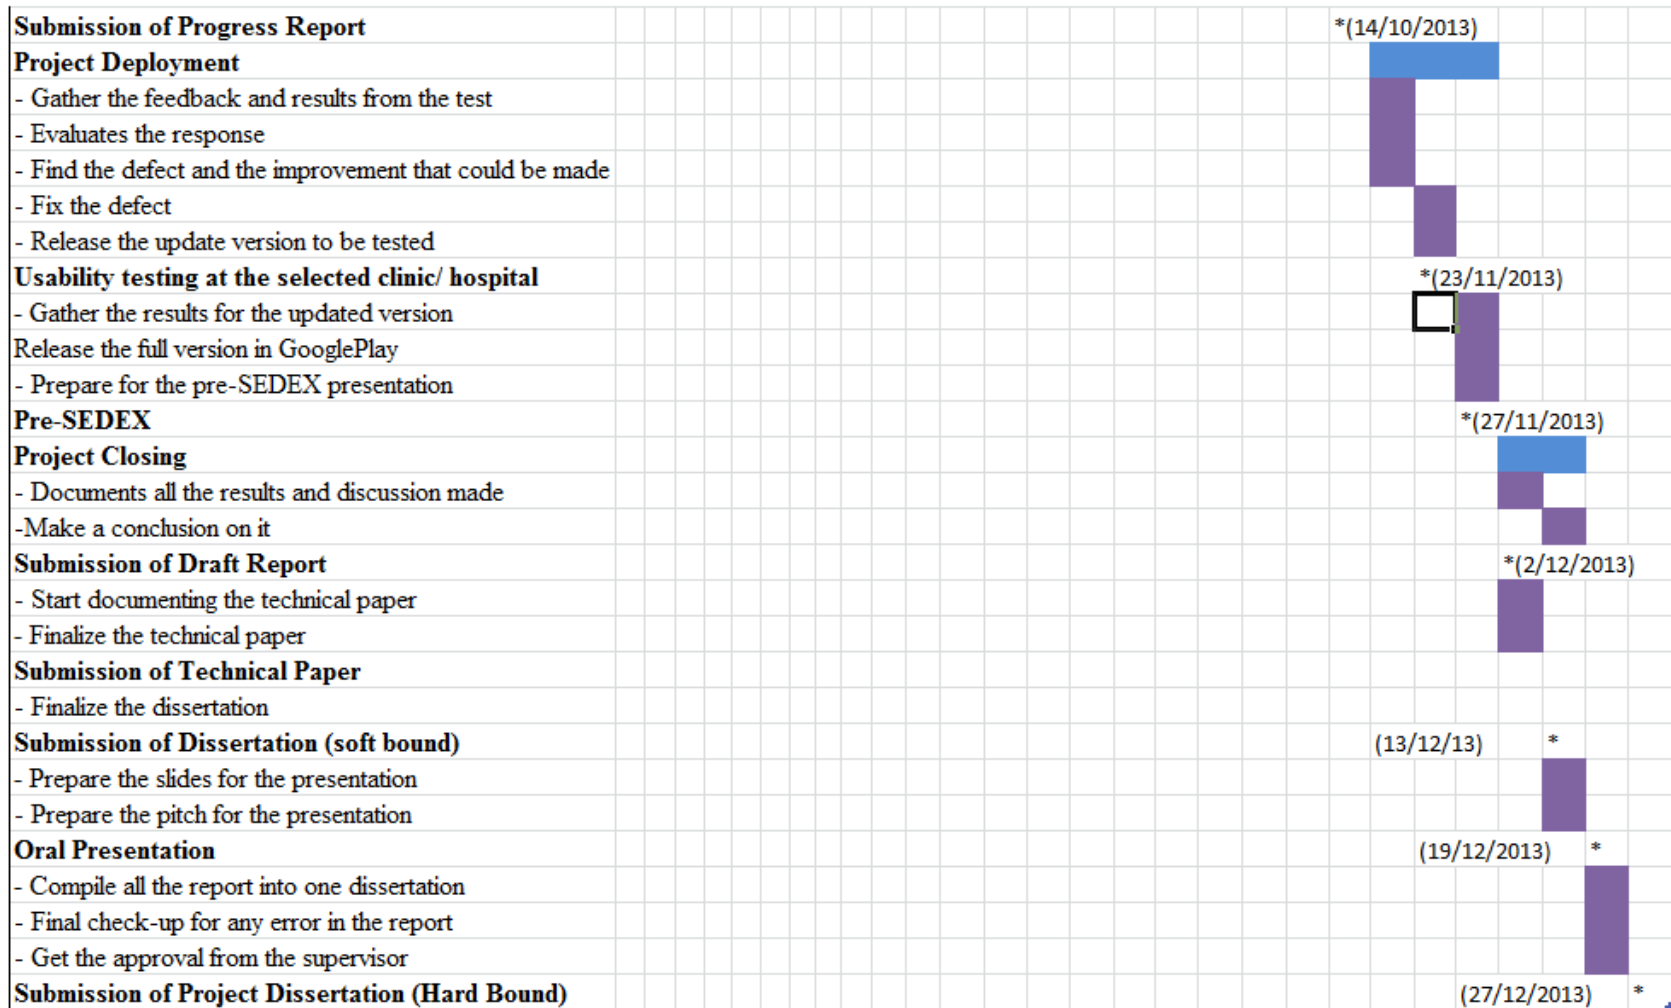 Submission of Progress Report *(14/10/2013)
Project Deployment
- Gather the feedback and results from the test
- Evaluates the response
- Find the defect and the improvement that could be made
- Fix the defect
- Release the update version to be tested
Usability testing at the selected clinic/ hospital *(23/11/2013)
- Gather the results for the updated version
Release the full version in GooglePlay
- Prepare for the pre-SEDEX presentation
Pre-SEDEX *(27/11/2013)
Project Closing
- Documents all the results and discussion made
-Make a conclusion on it
Submission of Draft Report *(2/12/2013)
- Start documenting the technical paper
- Finalize the technical paper
Submission of Technical Paper
- Finalize the dissertation
Submission of Dissertation (soft bound) (13/12/13) *
- Prepare the slides for the presentation
- Prepare the pitch for the presentation
Oral Presentation (19/12/2013) *
- Compile all the report into one dissertation
- Final check-up for any error in the report
- Get the approval from the supervisor
Submission of Project Dissertation (Hard Bound) (27/12/2013) *